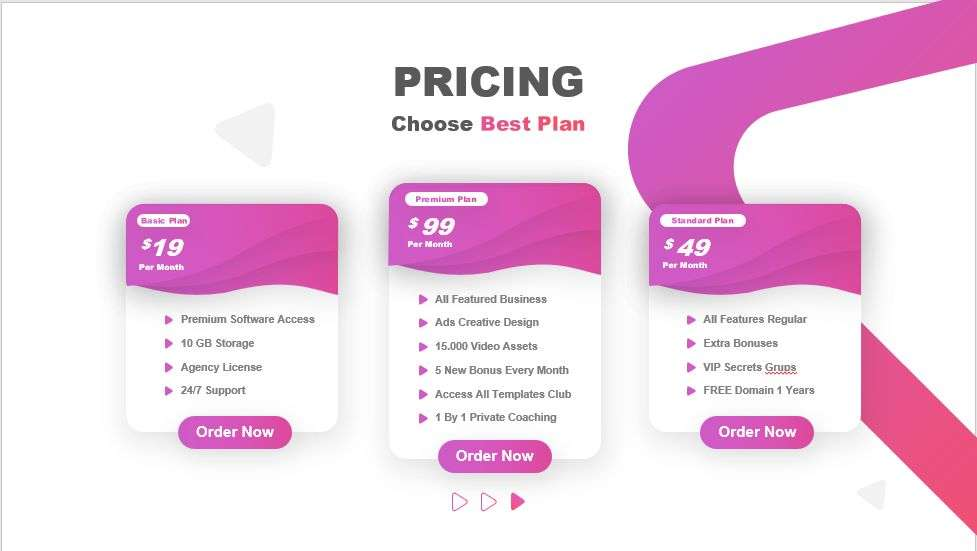 PRICING
Choose Best Plan
Basic Plan
$19
Per Month
Premium Software Access
10 GB Storage
Agency License
24/7 Support
Order Now
Premium Plan
$99
Per Month
All Featured Business
Ads Creative Design
15.000 Video Assets
5 New Bonus Every Month
Access All Templates Club
1 By 1 Private Coaching
Order Now
Standard Plan
$49
Per Month
All Features Regular
Extra Bonuses
VIP Secrets Grups
FREE Domain 1 Years
Order Now